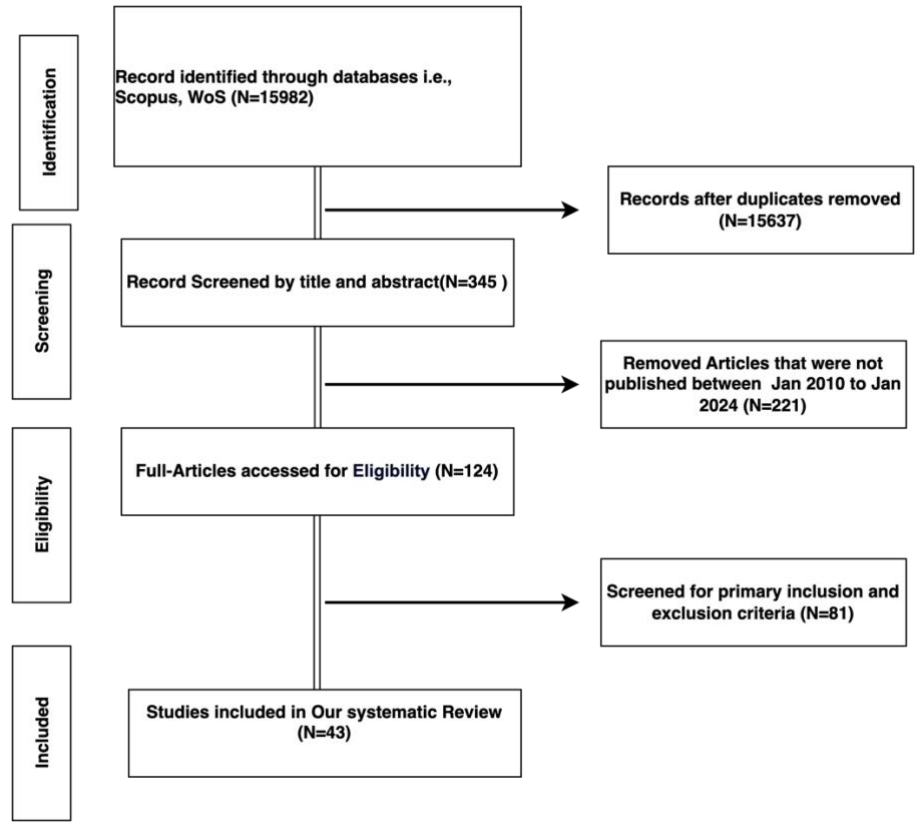 Identification
Record identified through databases i.e.,
Scopus, WoS (N=15982)
Records after duplicates removed
(N=15637)
Screening
Record Screened by title and abstract(N=345 )
Removed Articles that were not
published between Jan 2010 to Jan
2024 (N=221)
Eligibility
Full-Articles accessed for Eligibility (N=124)
Screened for primary inclusion and
exclusion criteria (N=81)
Included
Studies included in Our systematic Review
(N=43)